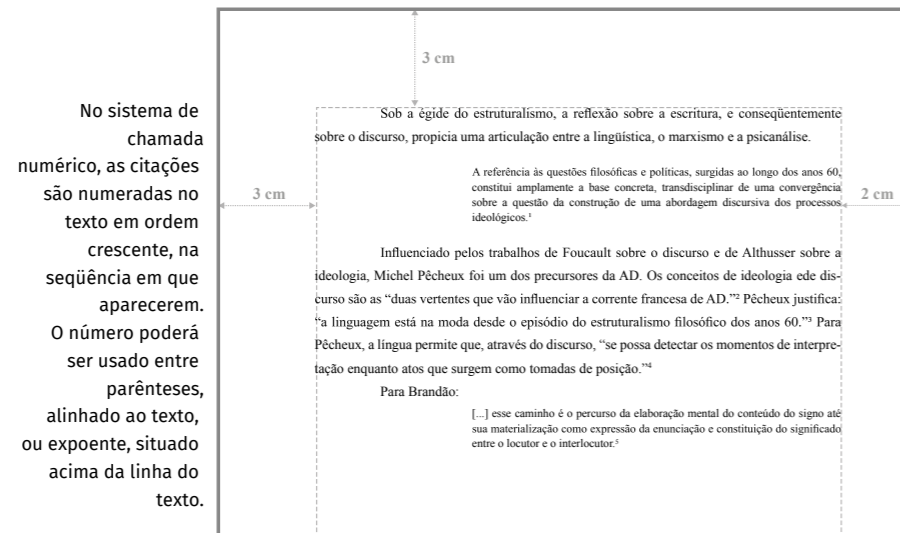 No sistema de
chamada
numérico, as citações
são numeradas no
texto em ordem
crescente, na
seqüência em que
aparecerem.
O número poderá
ser usado entre
parênteses,
alinhado ao texto,
ou expoente, situado
acima da linha do
texto.
3 cm
3 cm
2 cm
Sob a égide do estruturalismo, a reflexão sobre a escritura, e conseqüentemente
sobre o discurso, propicia uma articulação entre a lingüística, o marxismo e a psicanálise.
A referência às questões filosóficas e políticas, surgidas ao longo dos anos 60,
constitui amplamente a base concreta, transdisciplinar de uma convergência
sobre a questão da construção de uma abordagem discursiva dos processos
ideológicos.¹
Influenciado pelos trabalhos de Foucault sobre o discurso e de Althusser sobre a
ideologia, Michel Pêcheux foi um dos precursores da AD. Os conceitos de ideologia ede dis-
curso são as “duas vertentes que vão influenciar a corrente francesa de AD.”² Pêcheux justifica:
“a linguagem está na moda desde o episódio do estruturalismo filosófico dos anos 60.”³ Para
Pêcheux, a língua permite que, através do discurso, “se possa detectar os momentos de interpre-
tação enquanto atos que surgem como tomadas de posição.”⁴
Para Brandão:
[...] esse caminho é o percurso da elaboração mental do conteúdo do signo até
sua materialização como expressão da enunciação e constituição do significado
entre o locutor e o interlocutor.⁵